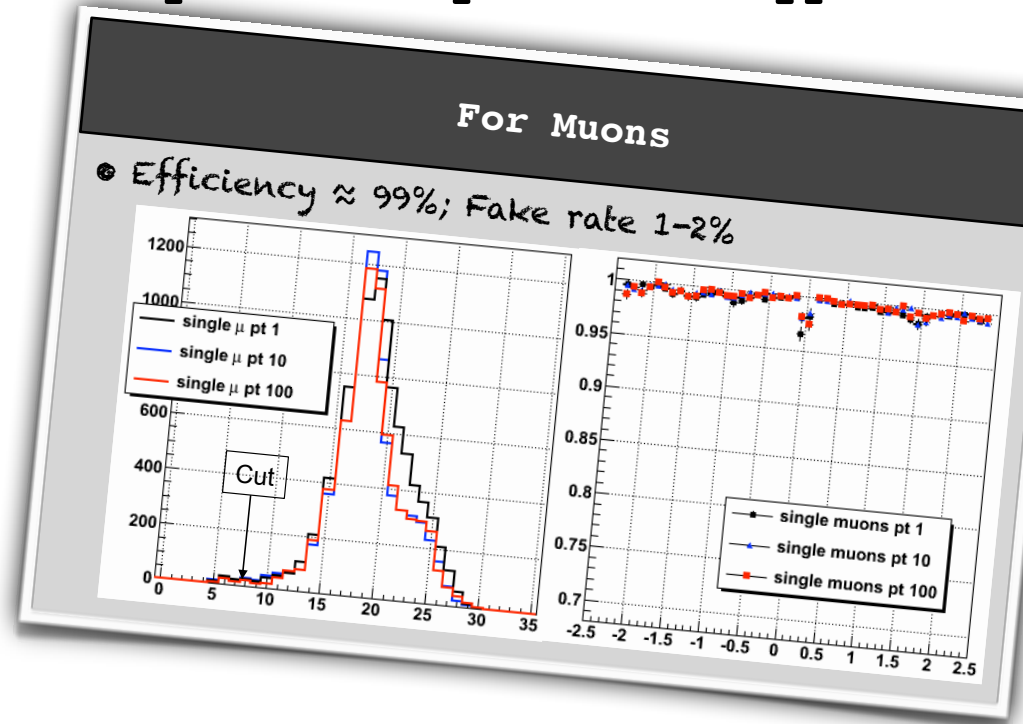 For Muons
Efficiency ≈ 99%; Fake rate 1-2%
1200
1000
600
400
200
0
single μ pt 1
single μ pt 10
single μ pt 100
Cut
0 5 10 15 20 25 30 35
1
0.95
0.9
0.85
0.8
0.75
0.7
single muons pt 1
single muons pt 10
single muons pt 100
-2.5 -2 -1.5 -1 -0.5 0 0.5 1 1.5 2 2.5